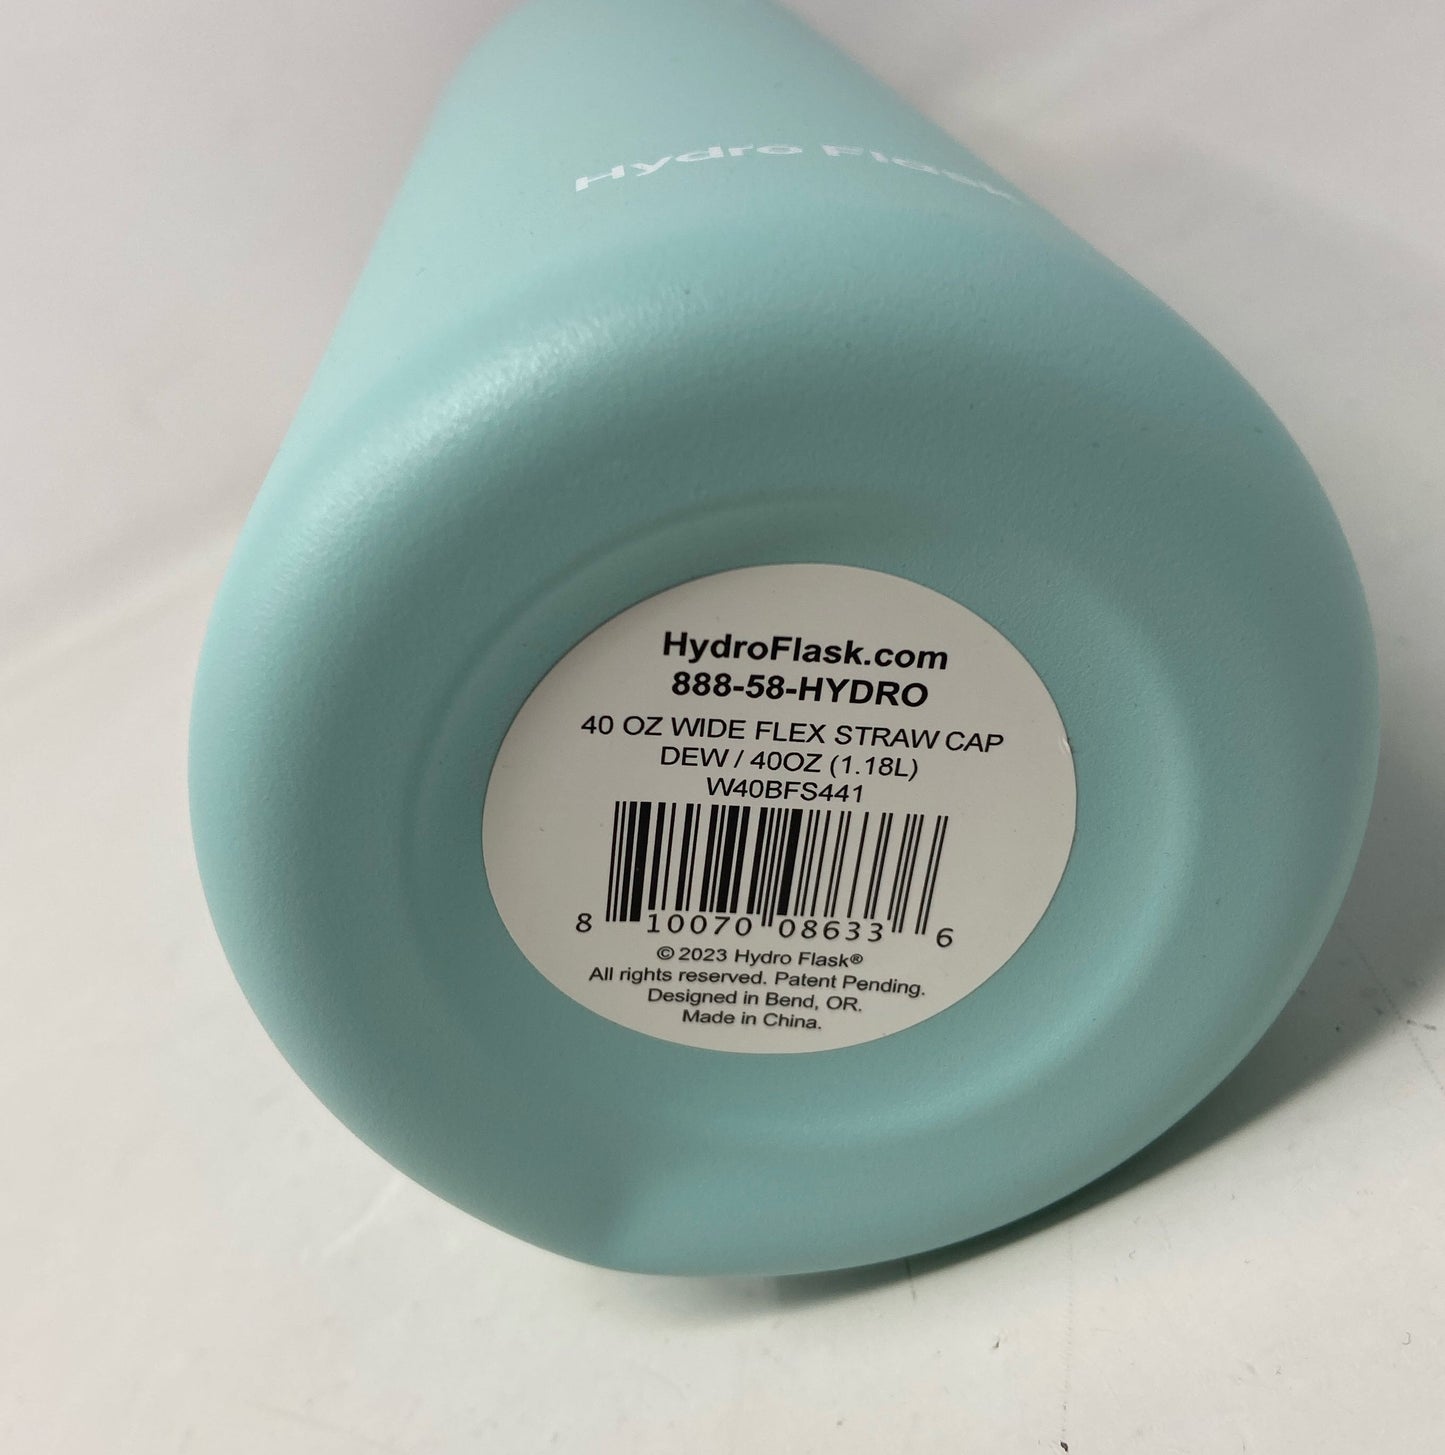 Hydro Flask
HydroFlask.com
888-58-HYDRO
40 OZ WIDE FLEX STRAW CAP
DEW / 40OZ (1.18L)
W40BFS441
8 10070 08633 6
© 2023 Hydro Flask®
All rights reserved. Patent Pending.
Designed in Bend, OR.
Made in China.